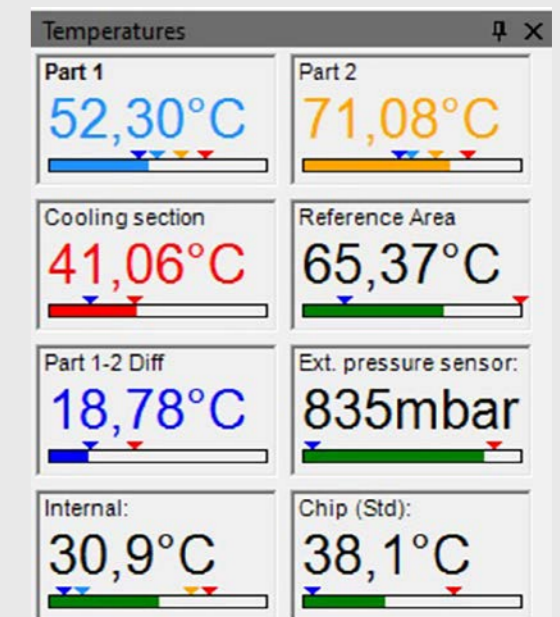 Temperatures
Part 1
52,30°C
Part 2
71,08°C
Cooling section
41,06°C
Reference Area
65,37°C
Part 1-2 Diff
18,78°C
Ext. pressure sensor:
835mbar
Internal:
30,9°C
Chip (Std):
38,1°C